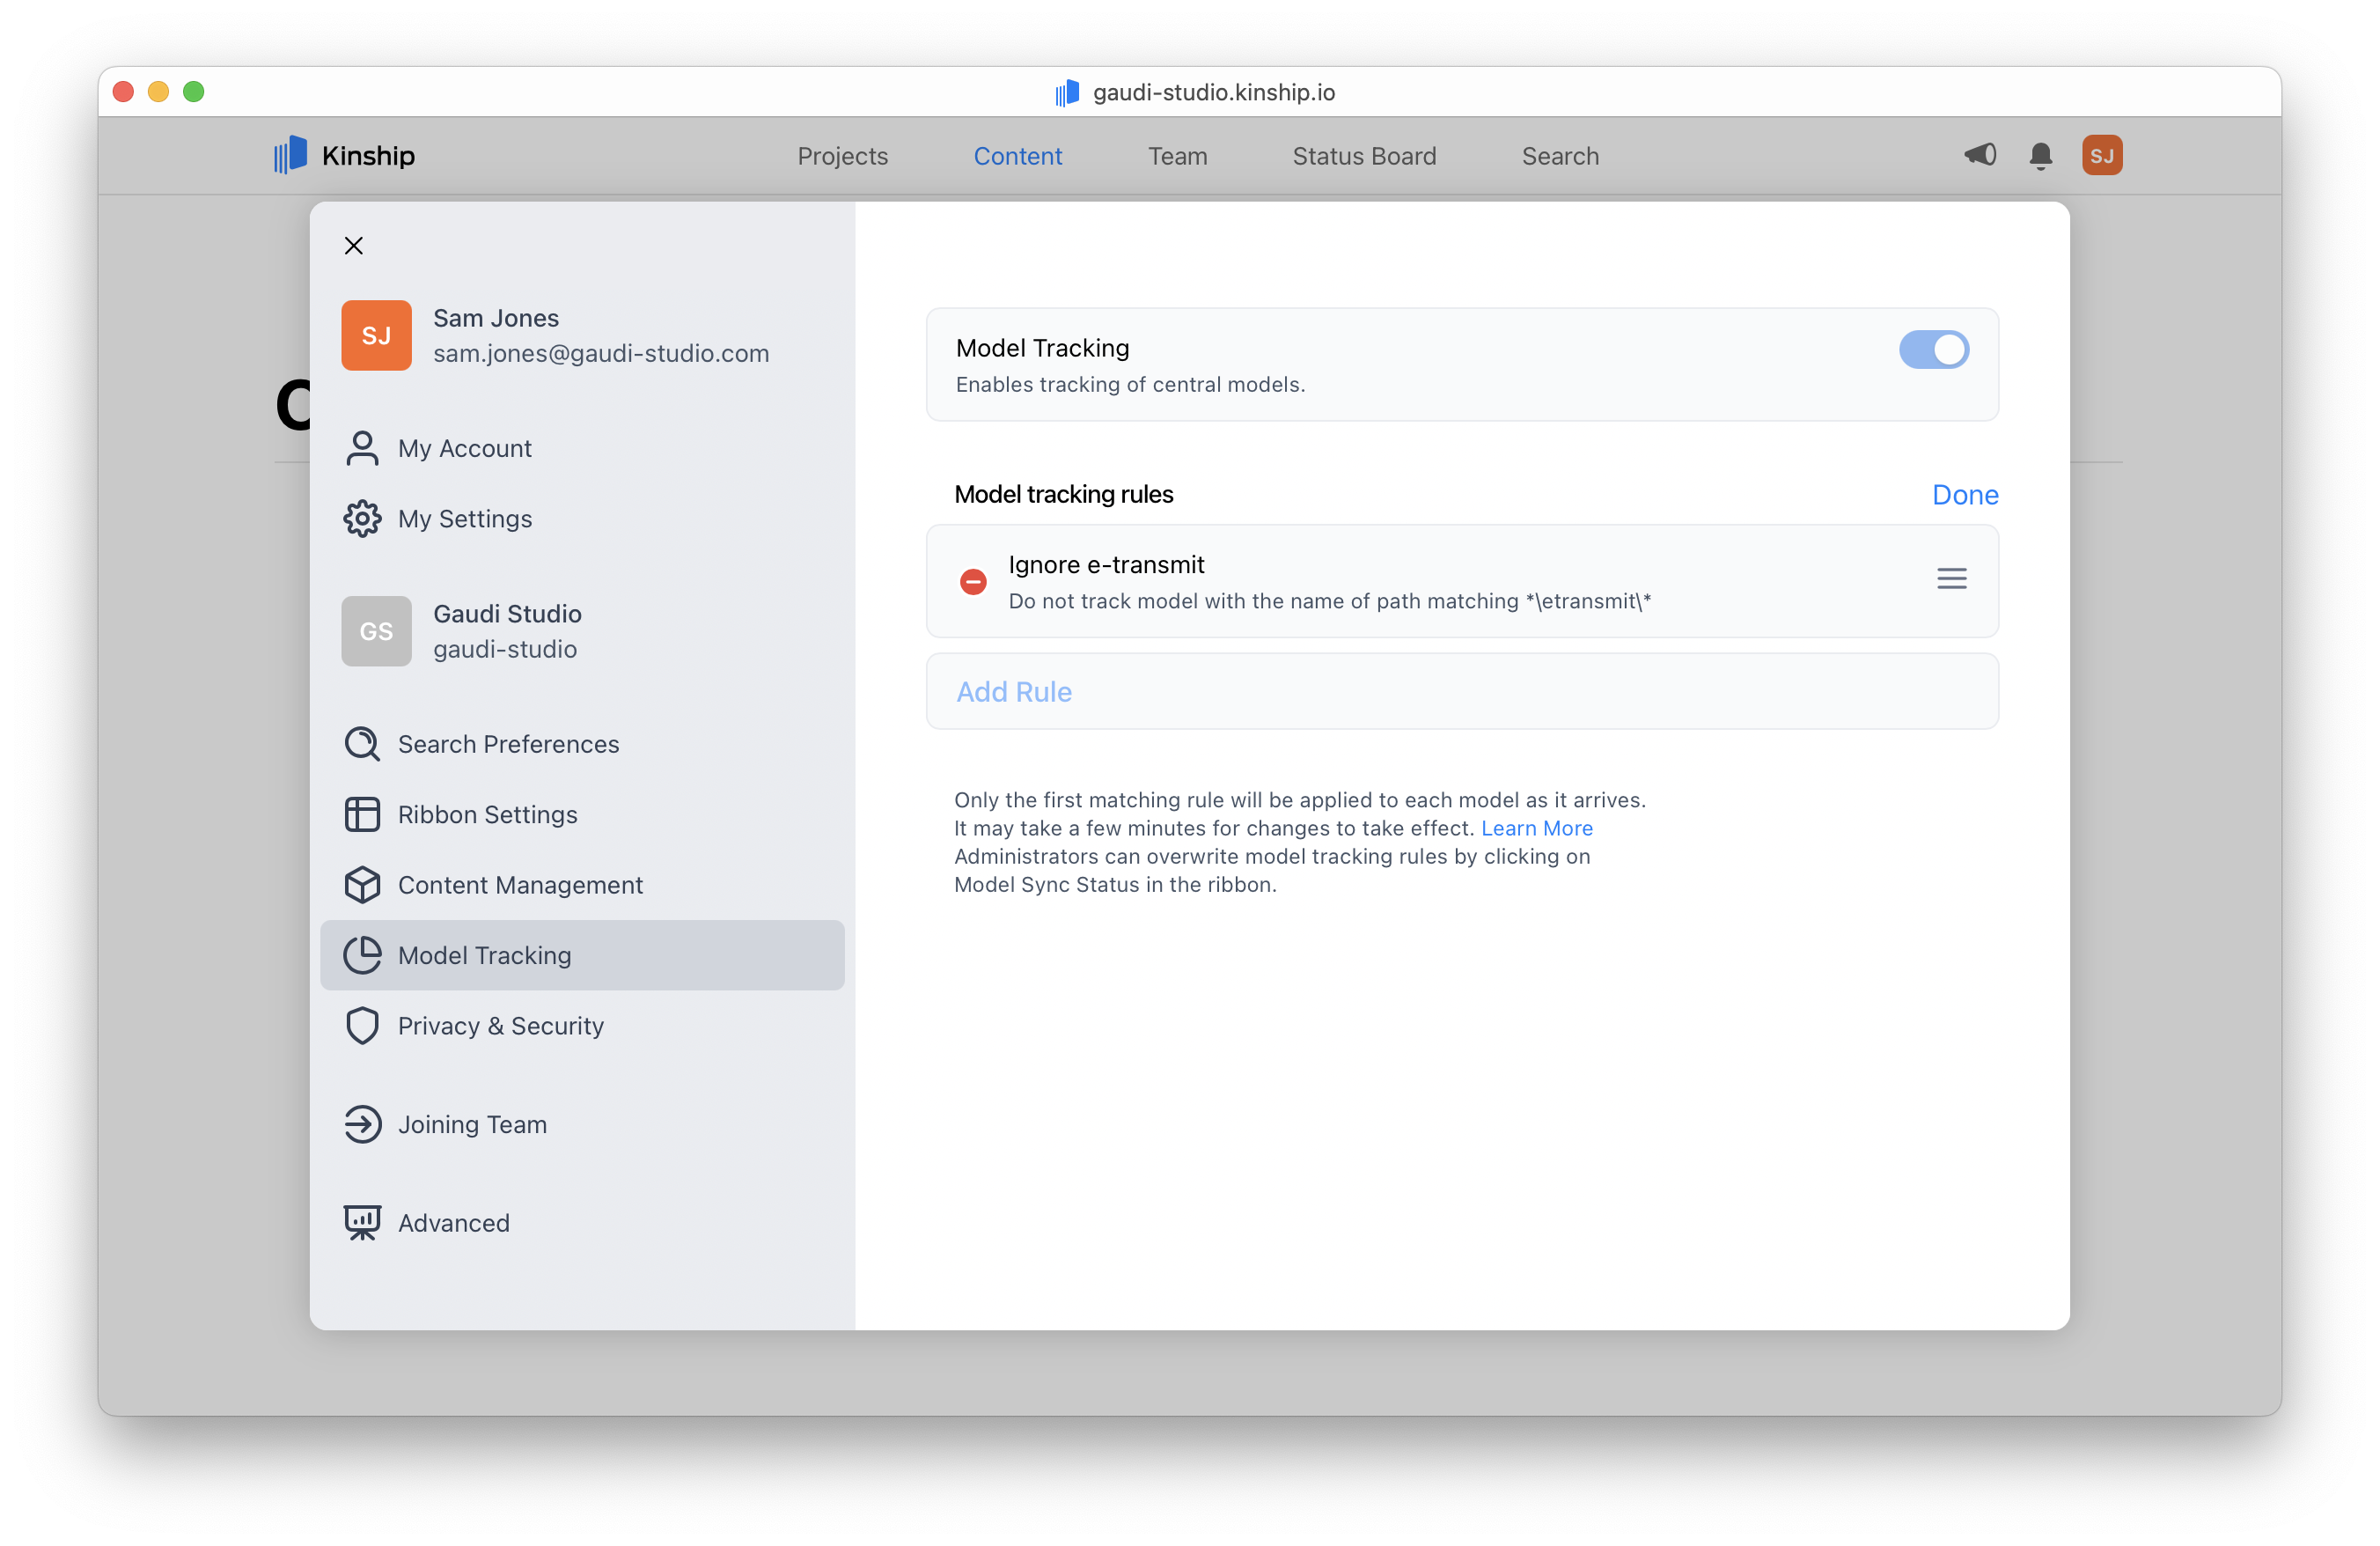 gaudi-studio.kinship.io
Kinship
Projects
Content
Team
Status Board
Search
SJ
SJ
Sam Jones
sam.jones@gaudi-studio.com
My Account
My Settings
GS
Gaudi Studio
gaudi-studio
Search Preferences
Ribbon Settings
Content Management
Model Tracking
Privacy & Security
Joining Team
Advanced
Model Tracking
Enables tracking of central models.
Model tracking rules
Done
Ignore e-transmit
Do not track model with the name of path matching *\etransmit\*
Add Rule
Only the first matching rule will be applied to each model as it arrives.
It may take a few minutes for changes to take effect. Learn More
Administrators can overwrite model tracking rules by clicking on
Model Sync Status in the ribbon.